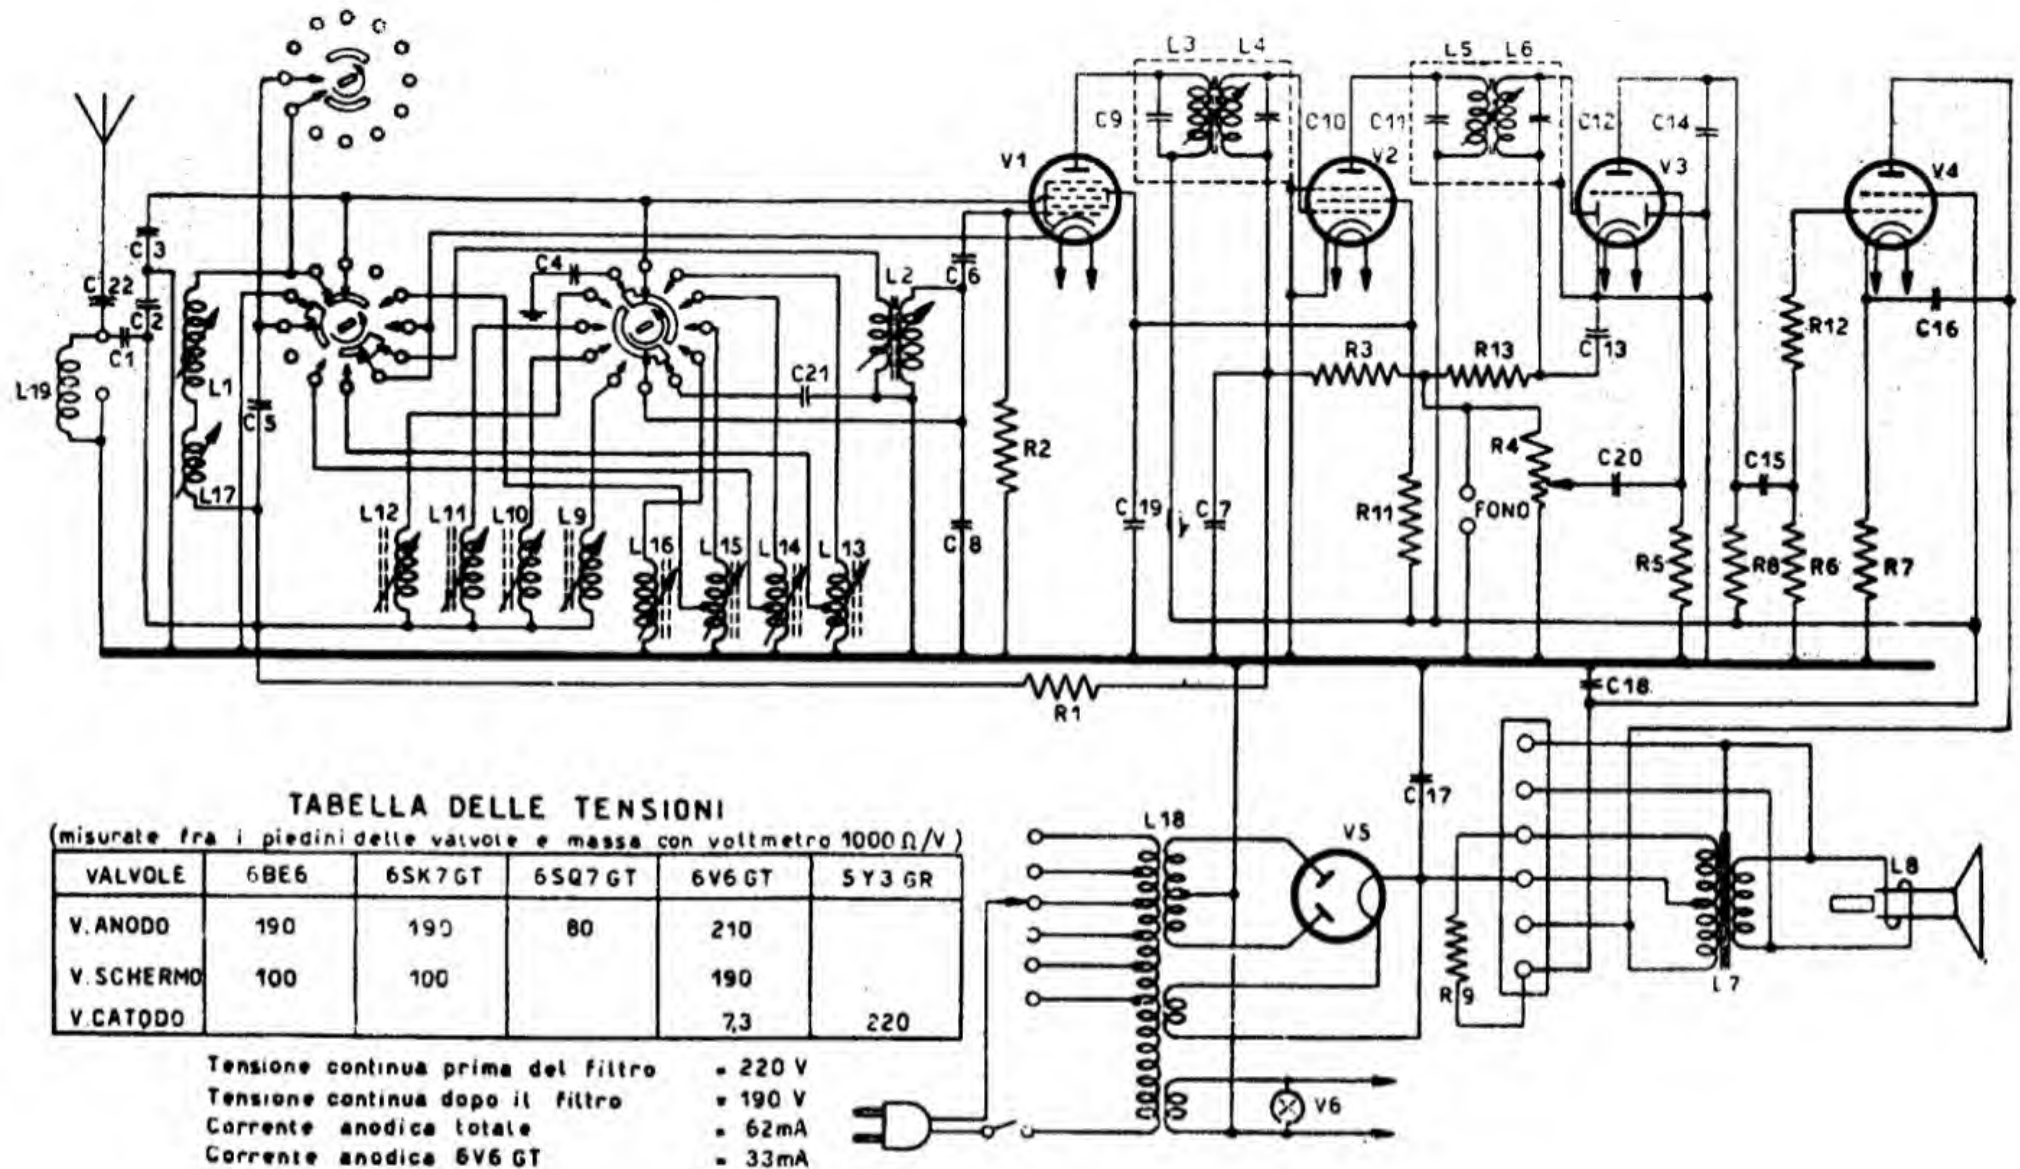 L3 L4 L5 L6
C9 C10 C11 C12 C14
V1 V2 V3 V4
C3
C22
C2
C1
L19
L1
C5
L17
C4
L2
C6
C21
C8
R2
R3 R13
C13
R12
C16
R4
C20
C15
FONO
C19 C7
R11
R5 R8 R6 R7
L12 L11 L10 L9
L16 L15 L14 L13
R1
C18
C17
L18
V5
R9
L7
L8
V6
TABELLA DELLE TENSIONI
(misurate fra i piedini delle valvole e massa con voltmetro 1000 Ω/V)
VALVOLE 6BE6 6SK7GT 6SQ7GT 6V6GT 5Y3GR
V.ANODO 190 190 80 210
V.SCHERMO 100 100 190
V.CATODO 7,3 220
Tensione continua prima del filtro = 220 V
Tensione continua dopo il filtro = 190 V
Corrente anodica totale = 62mA
Corrente anodica 6V6GT = 33mA